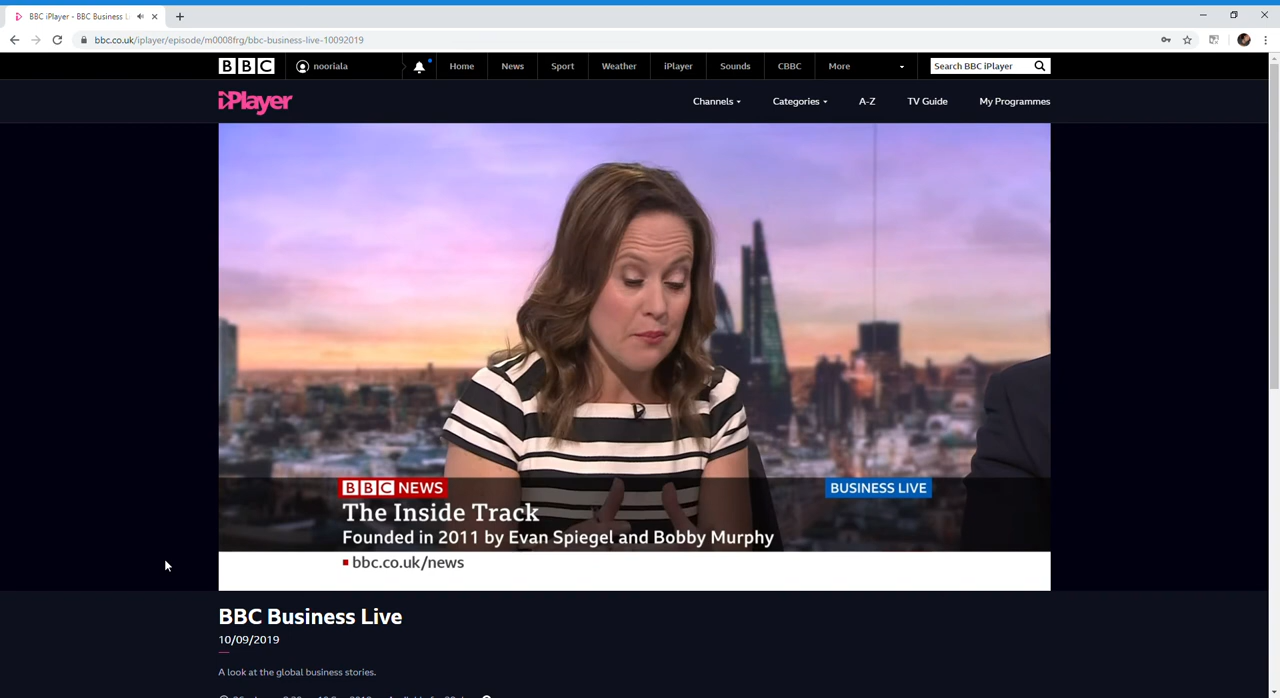 BBC iPlayer - BBC Business L
bbc.co.uk/iplayer/episode/m0008frg/bbc-business-live-10092019
BBC nooriala Home News Sport Weather iPlayer Sounds CBBC More Search BBC iPlayer
iPlayer Channels Categories A-Z TV Guide My Programmes
BBC NEWS BUSINESS LIVE
The Inside Track
Founded in 2011 by Evan Spiegel and Bobby Murphy
bbc.co.uk/news
BBC Business Live
10/09/2019
A look at the global business stories.